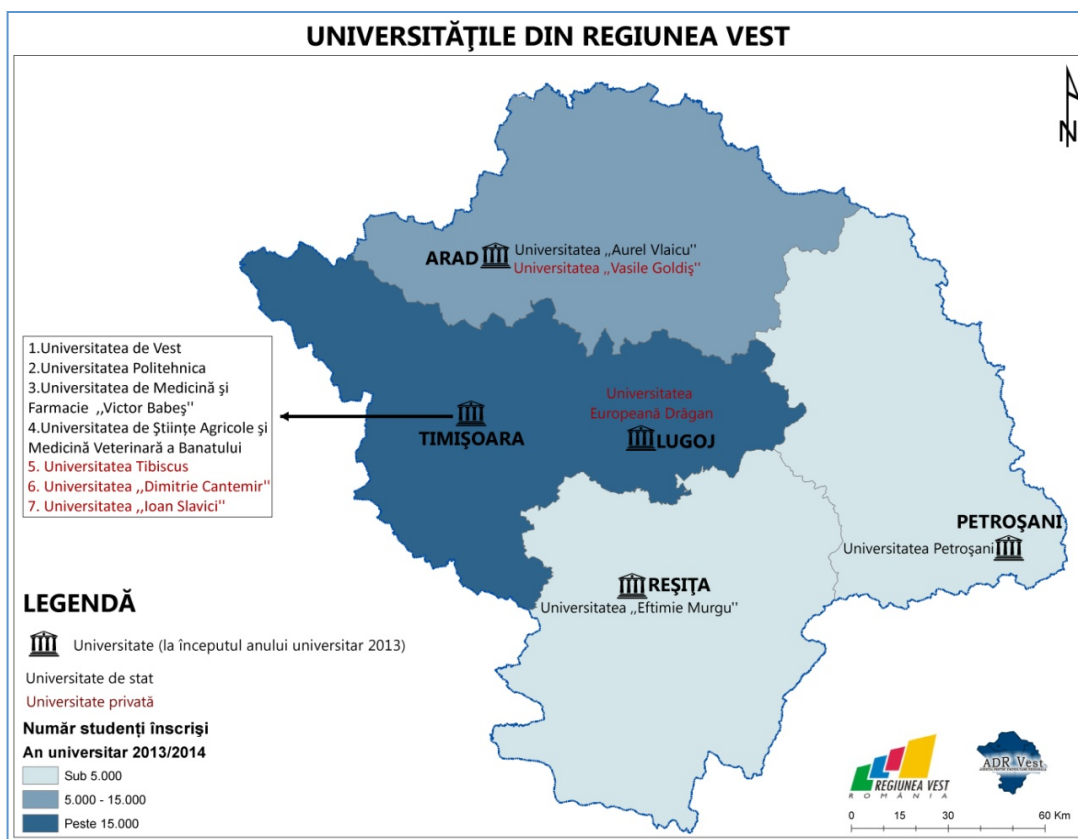 UNIVERSITĂŢILE DIN REGIUNEA VEST
N
ARAD
Universitatea ,,Aurel Vlaicu''
Universitatea ,,Vasile Goldiş''
1.Universitatea de Vest
2.Universitatea Politehnica
3.Universitatea de Medicină şi
Farmacie ,,Victor Babeş''
4.Universitatea de Ştiinţe Agricole şi
Medicină Veterinară a Banatului
5. Universitatea Tibiscus
6. Universitatea ,,Dimitrie Cantemir''
7. Universitatea ,,Ioan Slavici''
TIMIŞOARA
Universitatea
Europeană Drăgan
LUGOJ
PETROŞANI
Universitatea Petroşani
REŞIŢA
Universitatea ,,Eftimie Murgu''
LEGENDĂ
Universitate (la începutul anului universitar 2013)
Universitate de stat
Universitate privată
Număr studenți înscrişi
An universitar 2013/2014
Sub 5.000
5.000 - 15.000
Peste 15.000
REGIUNEA VEST
ROMÂNIA
ADR Vest
0 15 30 60 Km